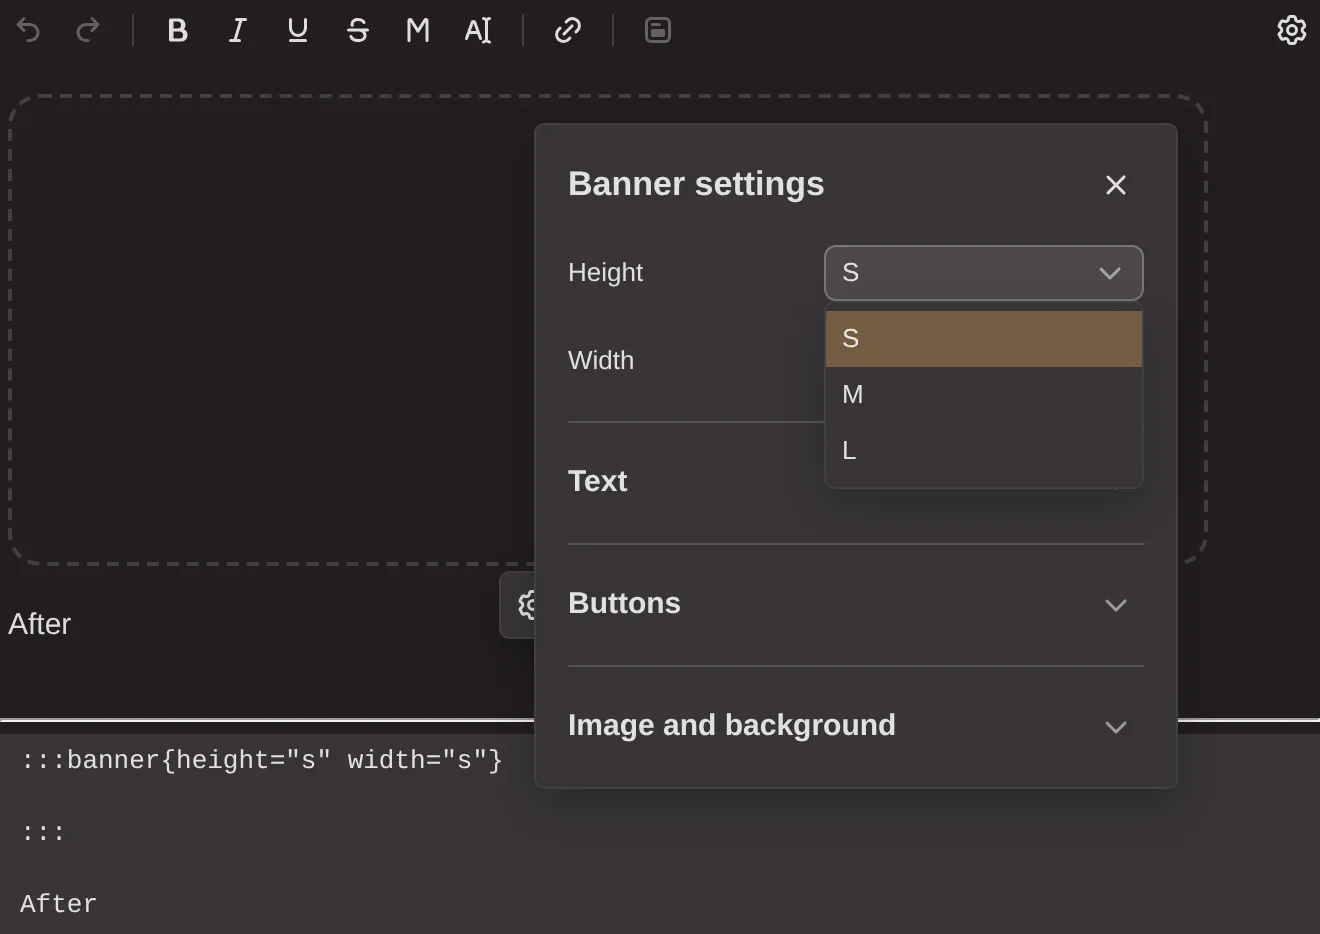 Banner settings
Height
S
S
M
L
Width
Text
Buttons
Image and background
After
:::banner{height="s" width="s"}
:::
After